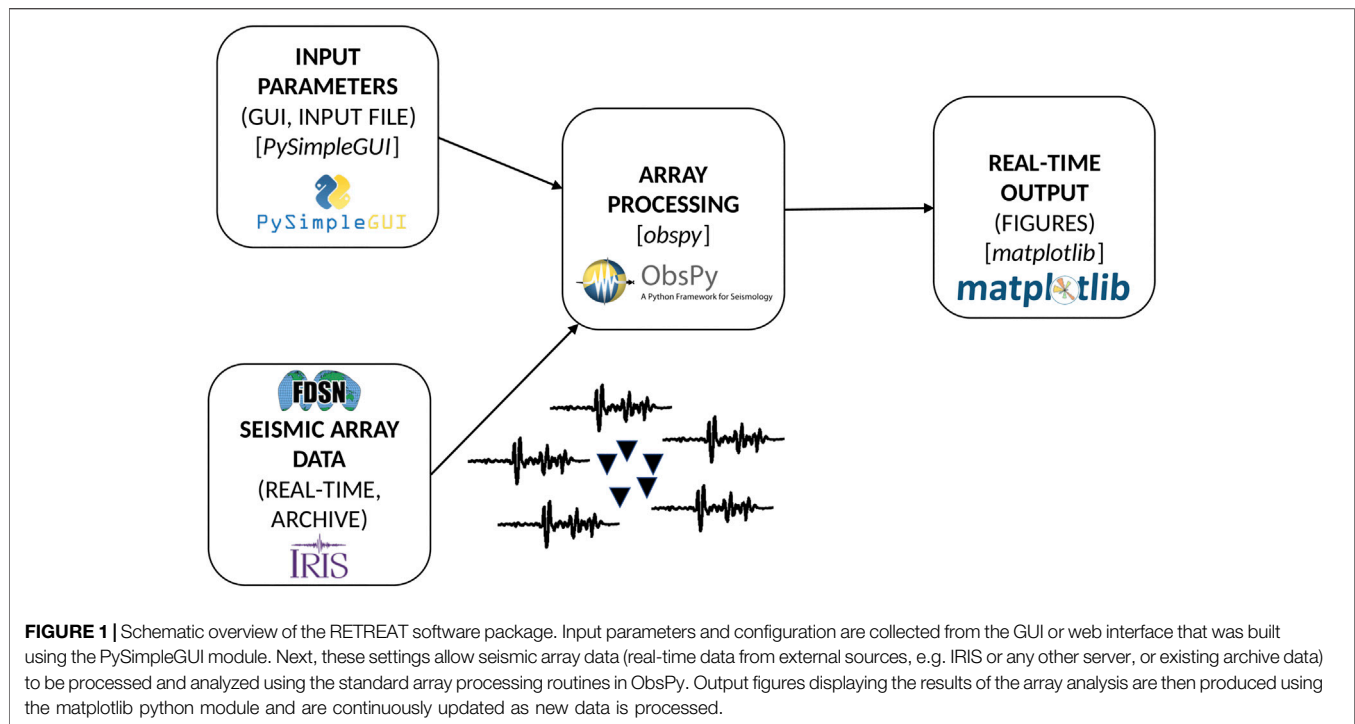 INPUT
PARAMETERS
(GUI, INPUT FILE)
[PySimpleGUI]
PySimpleGUI
ARRAY
PROCESSING
[obspy]
ObsPy
A Python Framework for Seismology
REAL-TIME
OUTPUT
(FIGURES)
[matplotlib]
matplotlib
FDSN
SEISMIC ARRAY
DATA
(REAL-TIME,
ARCHIVE)
IRIS
FIGURE 1 | Schematic overview of the RETREAT software package. Input parameters and configuration are collected from the GUI or web interface that was built
using the PySimpleGUI module. Next, these settings allow seismic array data (real-time data from external sources, e.g. IRIS or any other server, or existing archive data)
to be processed and analyzed using the standard array processing routines in ObsPy. Output figures displaying the results of the array analysis are then produced using
the matplotlib python module and are continuously updated as new data is processed.